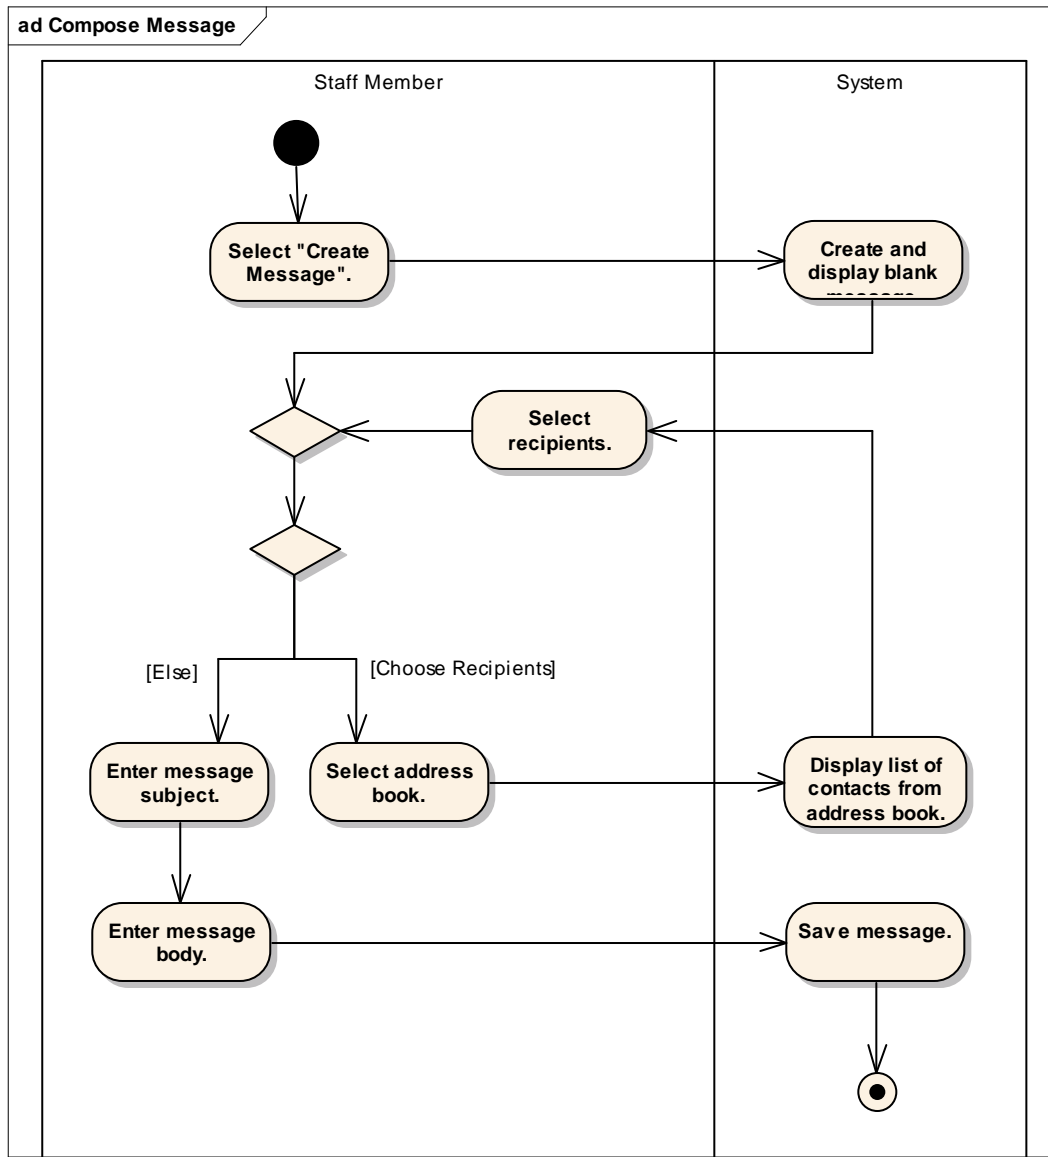 ad Compose Message
Staff Member
System
Select "Create
Message".
Create and
display blank
Select
recipients.
[Else]
[Choose Recipients]
Enter message
subject.
Select address
book.
Display list of
contacts from
address book.
Enter message
body.
Save message.